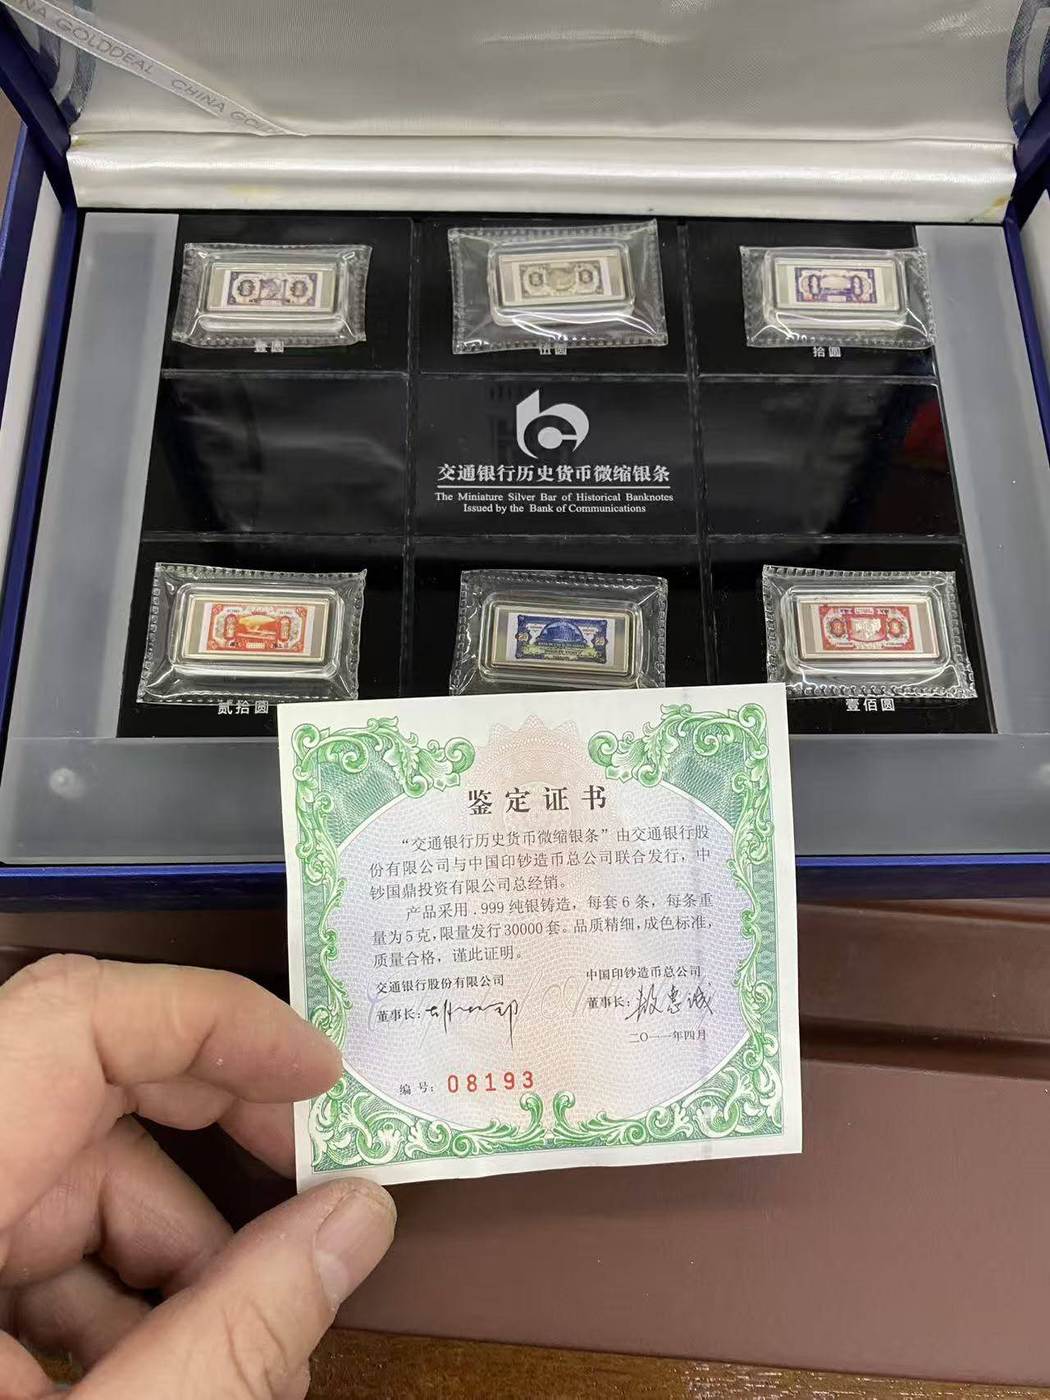 NA GOLDDEAL CHINA GOL
壹圆
伍圆
拾圆
交通银行历史货币微缩银条
The Miniature Silver Bar of Historical Banknotes
Issued by the Bank of Communications
贰拾圆
壹佰圆
鉴定证书
“交通银行历史货币微缩银条”由交通银行股
份有限公司与中国印钞造币总公司联合发行，中
钞国鼎投资有限公司总经销。
产品采用.999纯银铸造，每套6条，每条重
量为5克，限量发行30000套。品质精细，成色标准，
质量合格，谨此证明。
交通银行股份有限公司
中国印钞造币总公司
董事长：
董事长：
二〇一一年四月
编号：08193